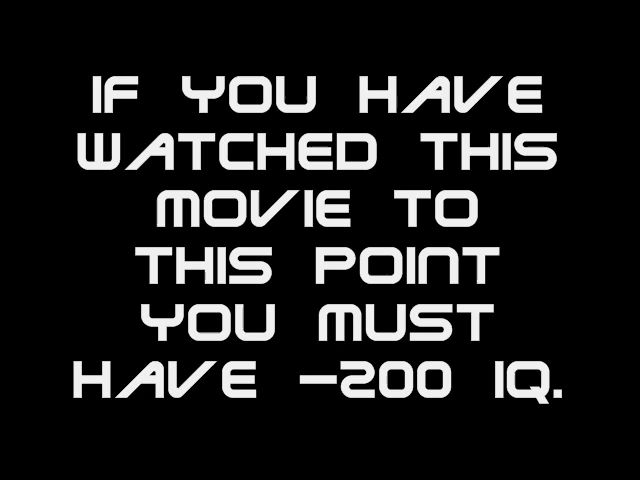 IF YOU HAVE
WATCHED THIS
MOVIE TO
THIS POINT
YOU MUST
HAVE -200 IQ.